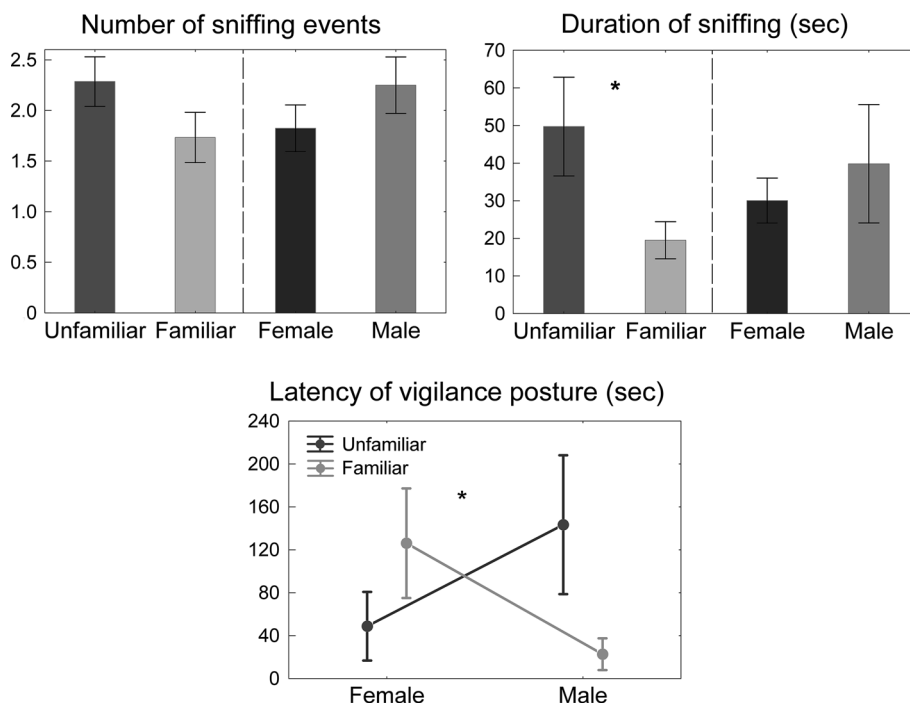 Number of sniffing events
2.5
2.0
1.5
1.0
0.5
0
Unfamiliar Familiar Female Male
Duration of sniffing (sec)
70
60
50
40
30
20
10
0
*
Unfamiliar Familiar Female Male
Latency of vigilance posture (sec)
240
200
160
120
80
40
0
Unfamiliar
Familiar
*
Female Male